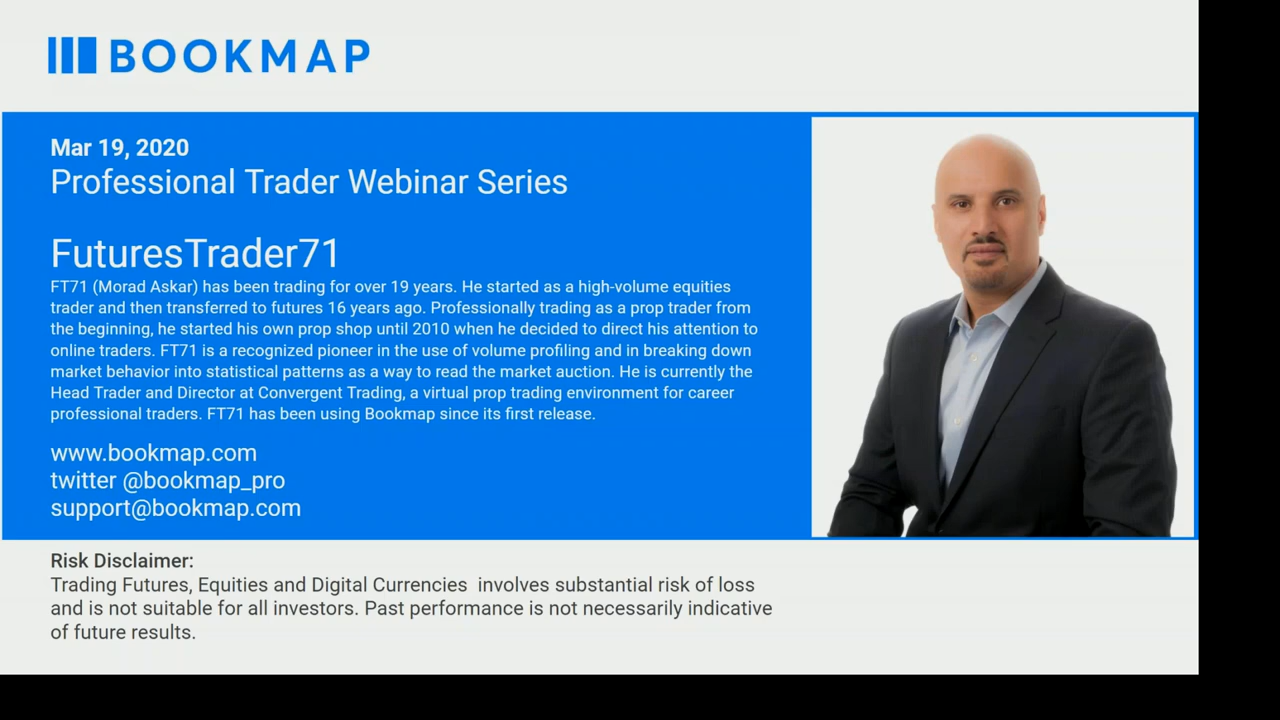 BOOKMAP
Mar 19, 2020
Professional Trader Webinar Series
FuturesTrader71
FT71 (Morad Askar) has been trading for over 19 years. He started as a high-volume equities
trader and then transferred to futures 16 years ago. Professionally trading as a prop trader from
the beginning, he started his own prop shop until 2010 when he decided to direct his attention to
online traders. FT71 is a recognized pioneer in the use of volume profiling and in breaking down
market behavior into statistical patterns as a way to read the market auction. He is currently the
Head Trader and Director at Convergent Trading, a virtual prop trading environment for career
professional traders. FT71 has been using Bookmap since its first release.
www.bookmap.com
twitter @bookmap_pro
support@bookmap.com
Risk Disclaimer:
Trading Futures, Equities and Digital Currencies  involves substantial risk of loss
and is not suitable for all investors. Past performance is not necessarily indicative
of future results.